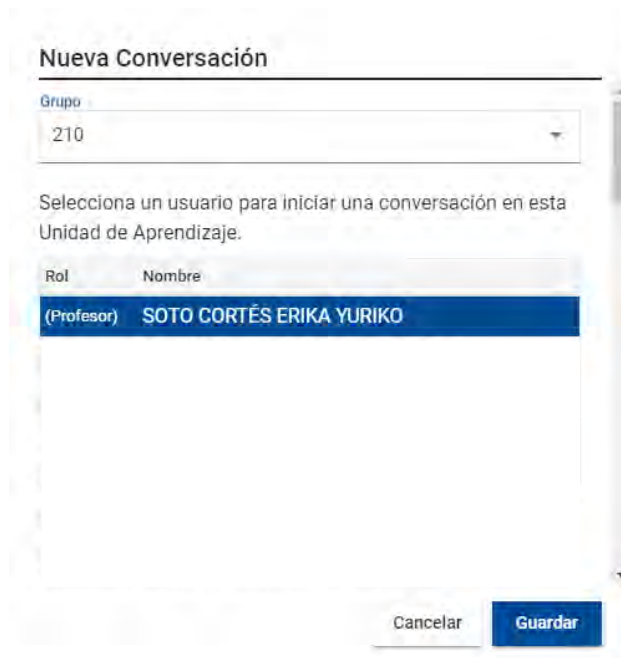 Nueva Conversación
Grupo
210
Selecciona un usuario para iniciar una conversación en esta
Unidad de Aprendizaje.
Rol Nombre
(Profesor) SOTO CORTÉS ERIKA YURIKO
Cancelar Guardar